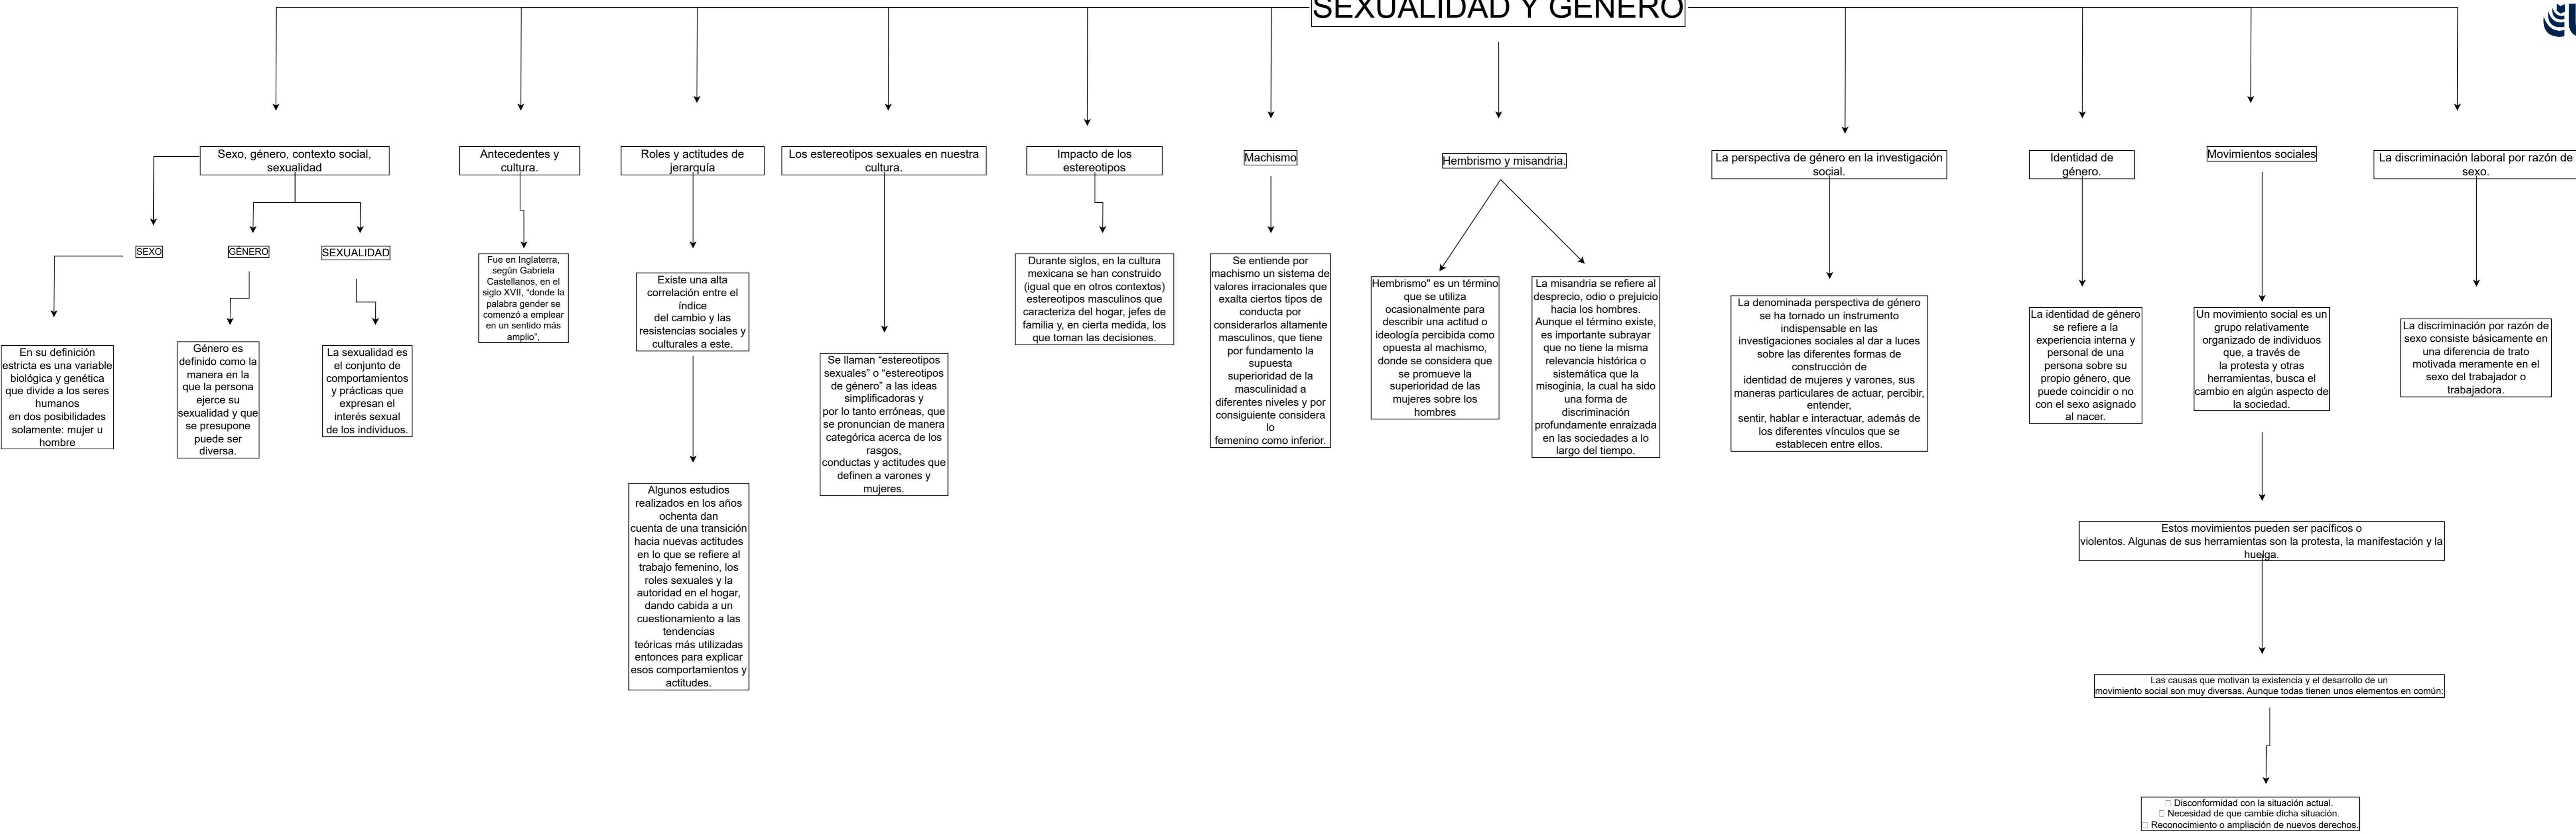 SEXUALIDAD Y GENERO
Sexo, género, contexto social,
sexualidad
Antecedentes y
cultura.
Roles y actitudes de
jerarquía
Los estereotipos sexuales en nuestra
cultura.
Impacto de los
estereotipos
Machismo
Hembrismo y misandria.
La perspectiva de género en la investigación
social.
Identidad de
género.
Movimientos sociales
La discriminación laboral por razón de
sexo.
SEXO
GÉNERO
SEXUALIDAD
En su definición
estricta es una variable
biológica y genética
que divide a los seres
humanos
en dos posibilidades
solamente: mujer u
hombre
Género es
definido como la
manera en la
que la persona
ejerce su
sexualidad y que
se presupone
puede ser
diversa.
La sexualidad es
el conjunto de
comportamientos
y prácticas que
expresan el
interés sexual
de los individuos.
Fue en Inglaterra,
según Gabriela
Castellanos, en el
siglo XVII, “donde la
palabra gender se
comenzó a emplear
en un sentido más
amplio”,
Existe una alta
correlación entre el
índice
del cambio y las
resistencias sociales y
culturales a este.
Algunos estudios
realizados en los años
ochenta dan
cuenta de una transición
hacia nuevas actitudes
en lo que se refiere al
trabajo femenino, los
roles sexuales y la
autoridad en el hogar,
dando cabida a un
cuestionamiento a las
tendencias
teóricas más utilizadas
entonces para explicar
esos comportamientos y
actitudes.
Se llaman “estereotipos
sexuales” o “estereotipos
de género” a las ideas
simplificadoras y
por lo tanto erróneas, que
se pronuncian de manera
categórica acerca de los
rasgos,
conductas y actitudes que
definen a varones y
mujeres.
Durante siglos, en la cultura
mexicana se han construido
(igual que en otros contextos)
estereotipos masculinos que
caracteriza del hogar, jefes de
familia y, en cierta medida, los
que toman las decisiones.
Se entiende por
machismo un sistema de
valores irracionales que
exalta ciertos tipos de
conducta por
considerarlos altamente
masculinos, que tiene
por fundamento la
supuesta
superioridad de la
masculinidad a
diferentes niveles y por
consiguiente considera
lo
femenino como inferior.
Hembrismo" es un término
que se utiliza
ocasionalmente para
describir una actitud o
ideología percibida como
opuesta al machismo,
donde se considera que
se promueve la
superioridad de las
mujeres sobre los
hombres
La misandria se refiere al
desprecio, odio o prejuicio
hacia los hombres.
Aunque el término existe,
es importante subrayar
que no tiene la misma
relevancia histórica o
sistemática que la
misoginia, la cual ha sido
una forma de
discriminación
profundamente enraizada
en las sociedades a lo
largo del tiempo.
La denominada perspectiva de género
se ha tornado un instrumento
indispensable en las
investigaciones sociales al dar a luces
sobre las diferentes formas de
construcción de
identidad de mujeres y varones, sus
maneras particulares de actuar, percibir,
entender,
sentir, hablar e interactuar, además de
los diferentes vínculos que se
establecen entre ellos.
La identidad de género
se refiere a la
experiencia interna y
personal de una
persona sobre su
propio género, que
puede coincidir o no
con el sexo asignado
al nacer.
Un movimiento social es un
grupo relativamente
organizado de individuos
que, a través de
la protesta y otras
herramientas, busca el
cambio en algún aspecto de
la sociedad.
Estos movimientos pueden ser pacíficos o
violentos. Algunas de sus herramientas son la protesta, la manifestación y la
huelga.
Las causas que motivan la existencia y el desarrollo de un
movimiento social son muy diversas. Aunque todas tienen unos elementos en común:
Disconformidad con la situación actual.
Necesidad de que cambie dicha situación.
Reconocimiento o ampliación de nuevos derechos.
La discriminación por razón de
sexo consiste básicamente en
una diferencia de trato
motivada meramente en el
sexo del trabajador o
trabajadora.